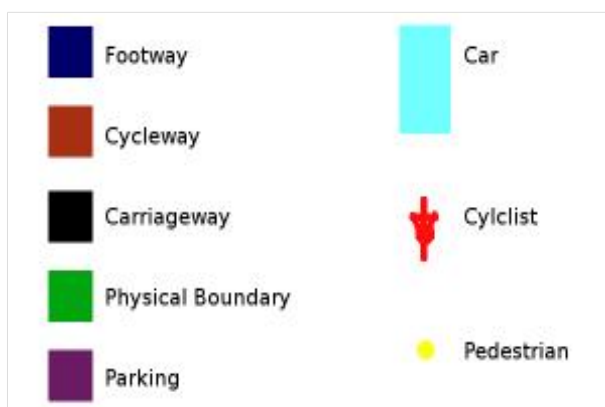 Footway
Cycleway
Carriageway
Physical Boundary
Parking
Car
Cylclist
Pedestrian